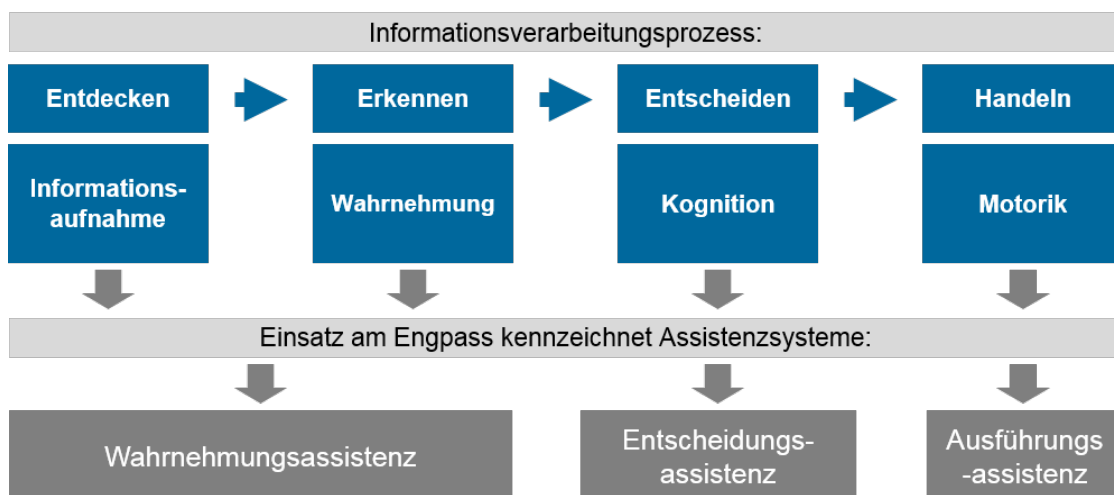 Informationsverarbeitungsprozess:
Entdecken
Erkennen
Entscheiden
Handeln
Informations-
aufnahme
Wahrnehmung
Kognition
Motorik
Einsatz am Engpass kennzeichnet Assistenzsysteme:
Wahrnehmungsassistenz
Entscheidungs-
assistenz
Ausführungs
-assistenz